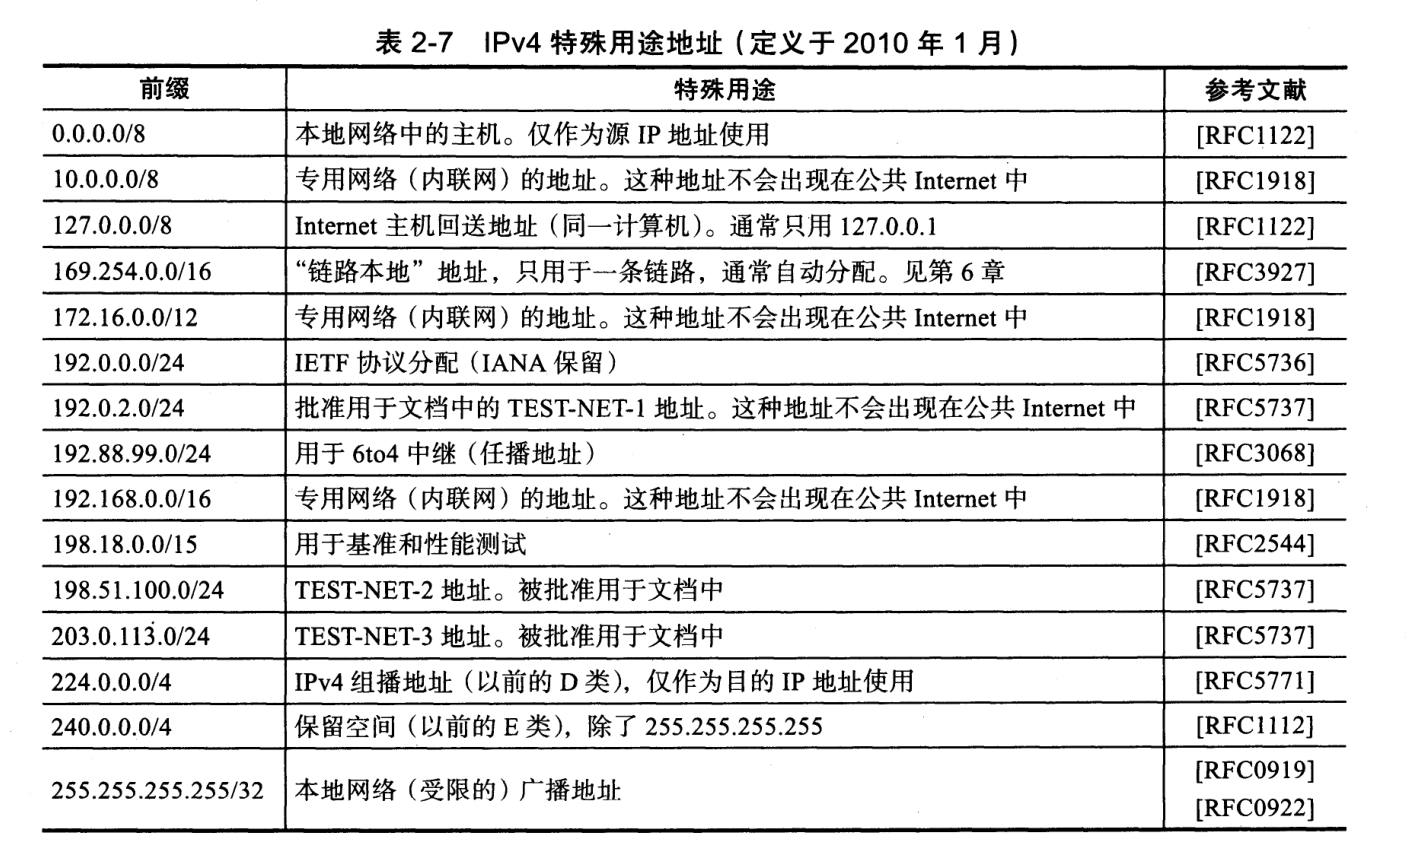 表 2-7 IPv4 特殊用途地址（定义于 2010 年 1 月）
前缀 特殊用途 参考文献
0.0.0.0/8 本地网络中的主机。仅作为源 IP 地址使用 [RFC1122]
10.0.0.0/8 专用网络（内联网）的地址。这种地址不会出现在公共 Internet 中 [RFC1918]
127.0.0.0/8 Internet 主机回送地址（同一计算机）。通常只用 127.0.0.1 [RFC1122]
169.254.0.0/16 “链路本地”地址，只用于一条链路，通常自动分配。见第 6 章 [RFC3927]
172.16.0.0/12 专用网络（内联网）的地址。这种地址不会出现在公共 Internet 中 [RFC1918]
192.0.0.0/24 IETF 协议分配（IANA 保留） [RFC5736]
192.0.2.0/24 批准用于文档中的 TEST-NET-1 地址。这种地址不会出现在公共 Internet 中 [RFC5737]
192.88.99.0/24 用于 6to4 中继（任播地址） [RFC3068]
192.168.0.0/16 专用网络（内联网）的地址。这种地址不会出现在公共 Internet 中 [RFC1918]
198.18.0.0/15 用于基准和性能测试 [RFC2544]
198.51.100.0/24 TEST-NET-2 地址。被批准用于文档中 [RFC5737]
203.0.113.0/24 TEST-NET-3 地址。被批准用于文档中 [RFC5737]
224.0.0.0/4 IPv4 组播地址（以前的 D 类），仅作为目的 IP 地址使用 [RFC5771]
240.0.0.0/4 保留空间（以前的 E 类），除了 255.255.255.255 [RFC1112]
255.255.255.255/32 本地网络（受限的）广播地址 [RFC0919]
[RFC0922]